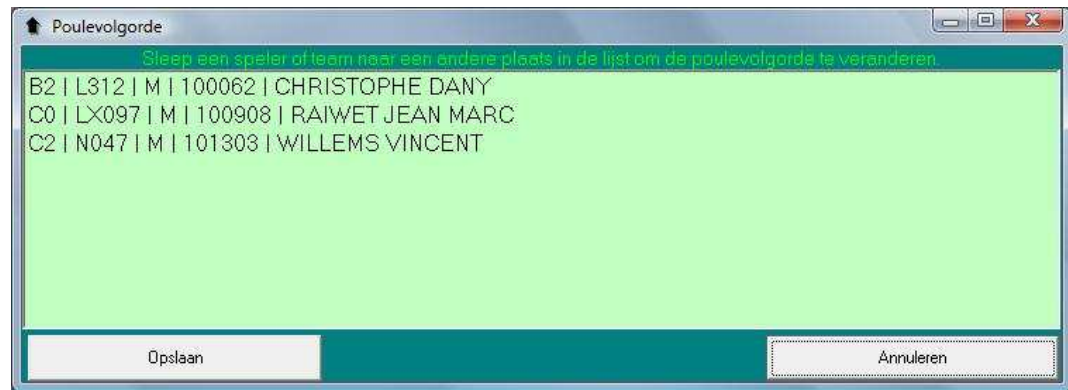 Poulevolgorde
Sleep een speler of team naar een andere plaats in de lijst om de poulevolgorde te veranderen.
B2 | L312 | M | 100062 | CHRISTOPHE DANY
C0 | LX097 | M | 100908 | RAIWET JEAN MARC
C2 | N047 | M | 101303 | WILLEMS VINCENT
Opslaan Annuleren